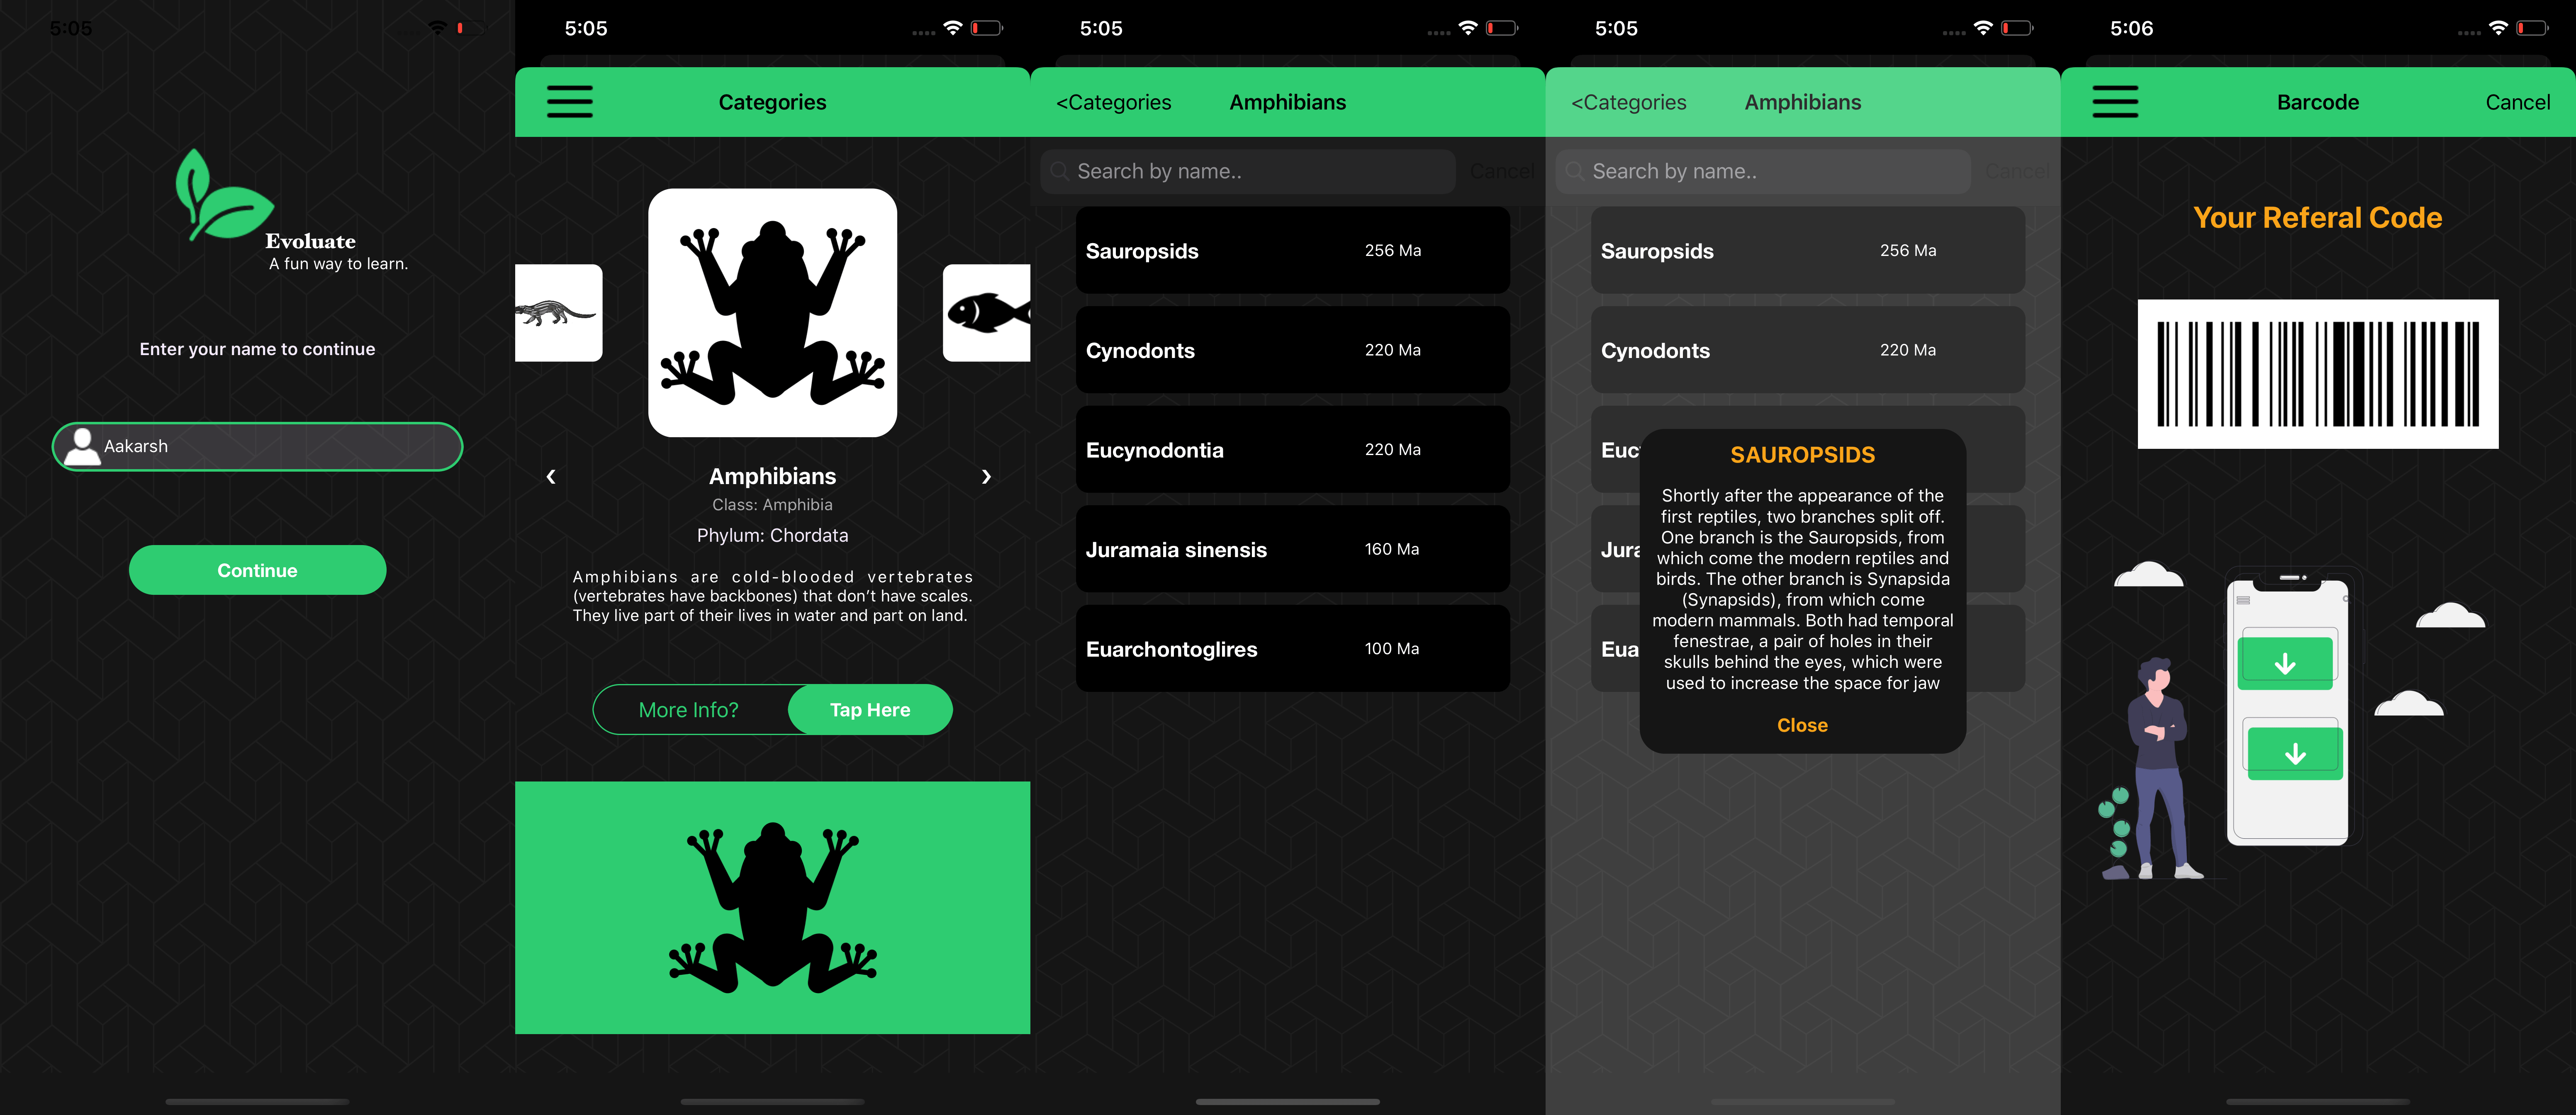 5:05
Evoluate
A fun way to learn.
Enter your name to continue
Aakarsh
Continue
5:05
Categories
Amphibians
Class: Amphibia
Phylum: Chordata
Amphibians are cold-blooded vertebrates
(vertebrates have backbones) that don't have scales.
They live part of their lives in water and part on land.
More Info?
Tap Here
5:05
<Categories
Amphibians
Search by name..
Cancel
Sauropsids
256 Ma
Cynodonts
220 Ma
Eucynodontia
220 Ma
Juramaia sinensis
160 Ma
Euarchontoglires
100 Ma
5:05
<Categories
Amphibians
Search by name..
Cancel
Sauropsids
256 Ma
Cynodonts
220 Ma
Euc
Jura
Eua
SAUROPSIDS
Shortly after the appearance of the
first reptiles, two branches split off.
One branch is the Sauropsids, from
which come the modern reptiles and
birds. The other branch is Synapsida
(Synapsids), from which come
modern mammals. Both had temporal
fenestrae, a pair of holes in their
skulls behind the eyes, which were
used to increase the space for jaw
Close
5:06
Barcode
Cancel
Your Referal Code